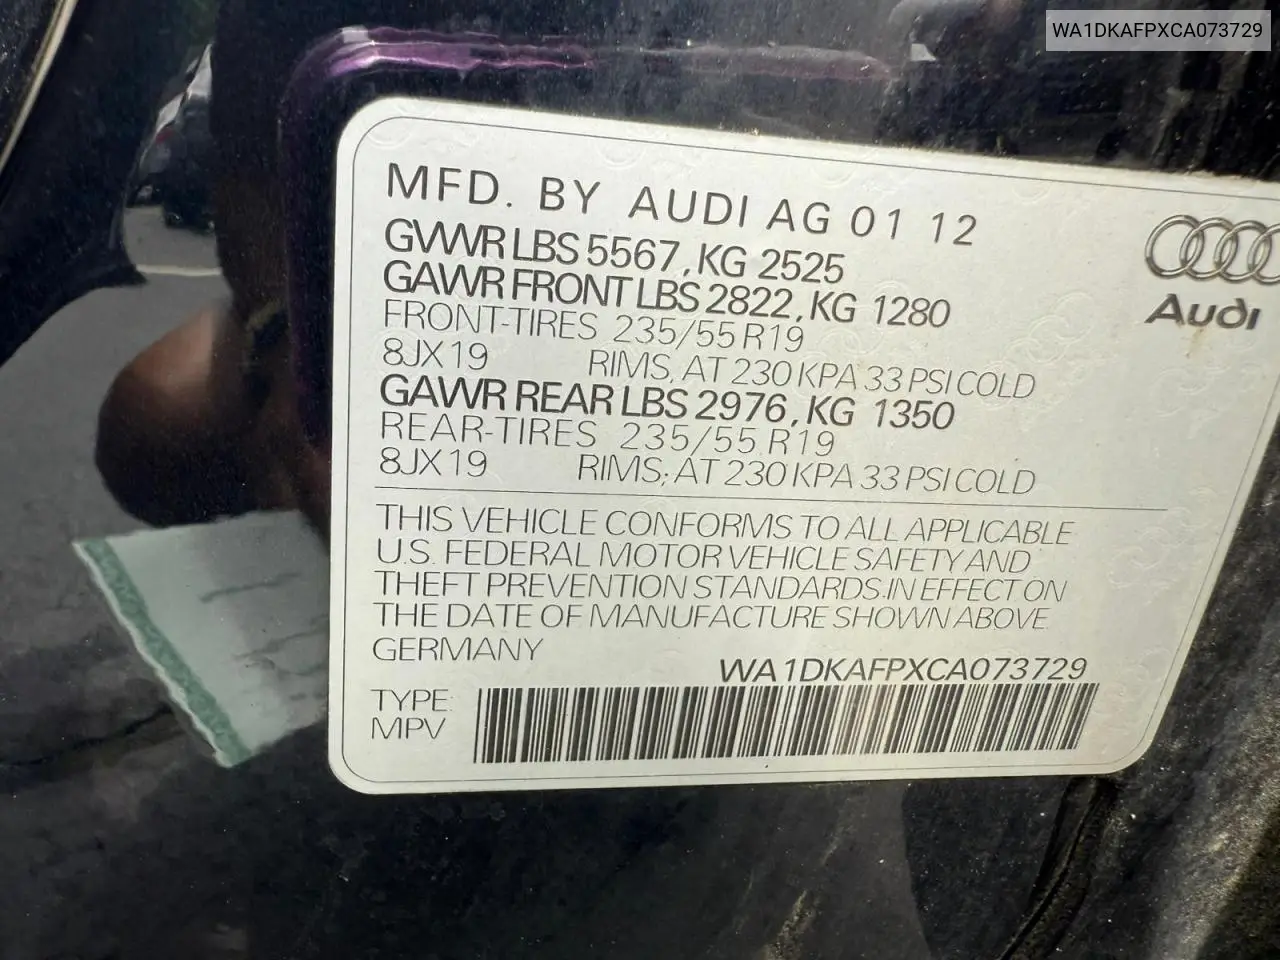 WA1DKAFPXCA073729
MFD. BY AUDI AG 01 12
GVWR LBS 5567, KG 2525
GAWR FRONT LBS 2822, KG 1280
FRONT-TIRES 235/55 R19
8JX19 RIMS, AT 230 KPA 33 PSI COLD
GAWR REAR LBS 2976, KG 1350
REAR-TIRES 235/55 R19
8JX19 RIMS; AT 230 KPA 33 PSI COLD
Audi
THIS VEHICLE CONFORMS TO ALL APPLICABLE
U.S. FEDERAL MOTOR VEHICLE SAFETY AND
THEFT PREVENTION STANDARDS.IN EFFECT ON
THE DATE OF MANUFACTURE SHOWN ABOVE.
GERMANY
WA1DKAFPXCA073729
TYPE:
MPV